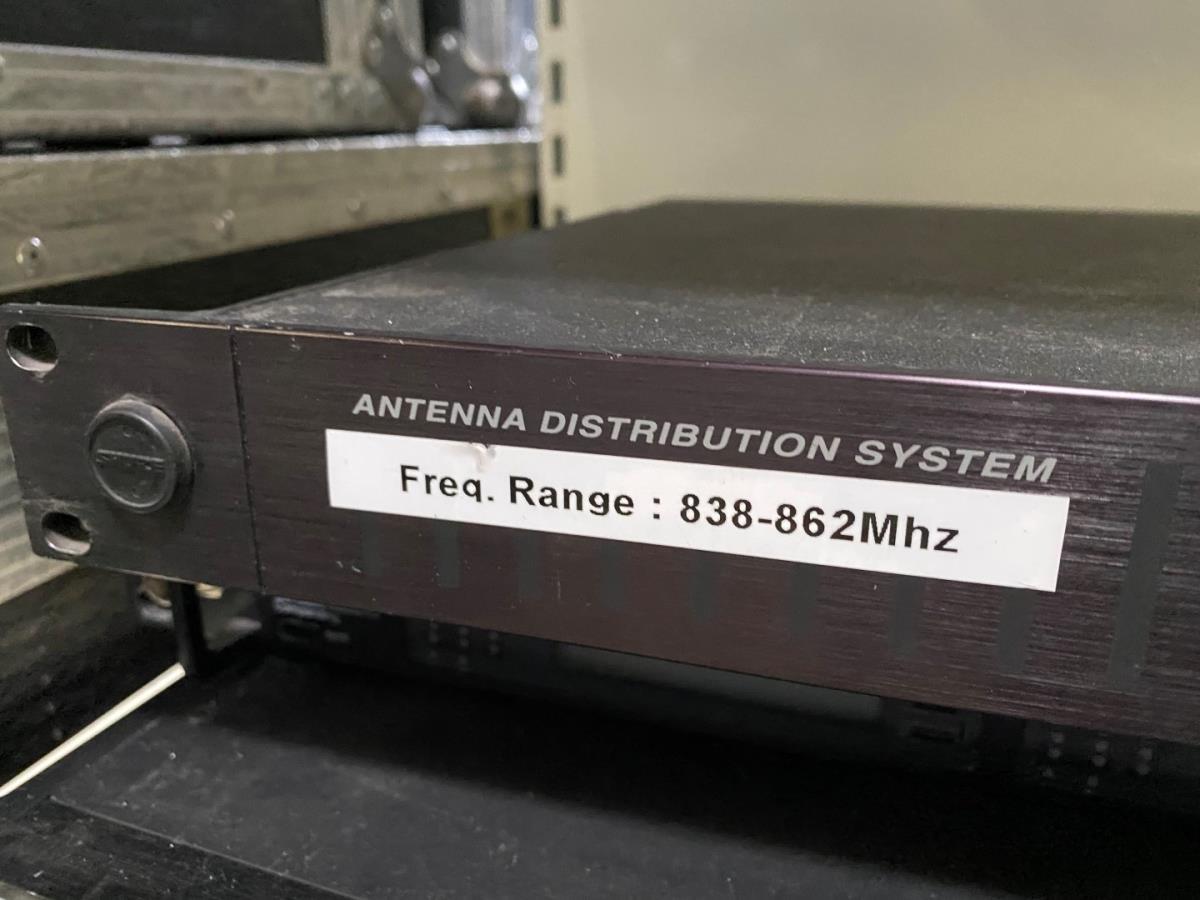 ANTENNA DISTRIBUTION SYSTEM
Freq. Range : 838-862Mhz